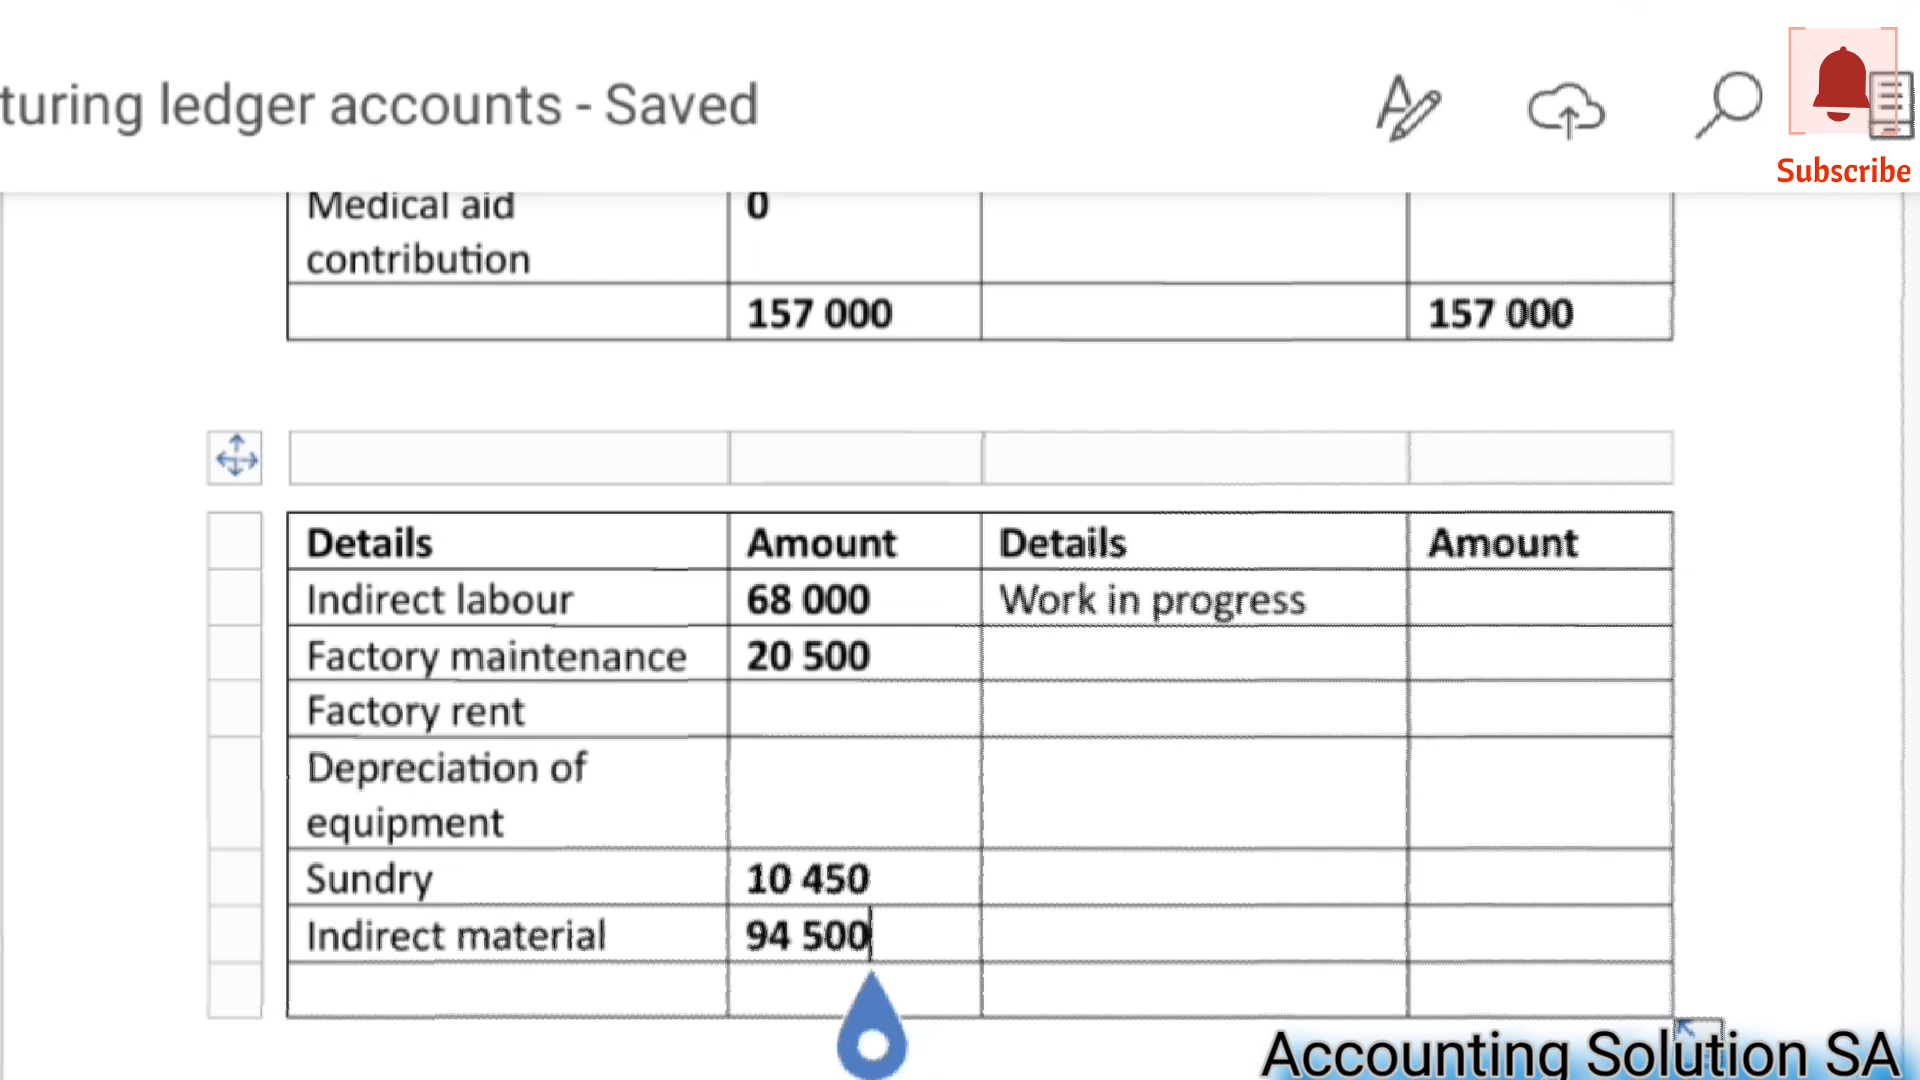 turing ledger accounts - Saved
Subscribe
Medical aid 0
contribution
157 000 157 000
Details Amount Details Amount
Indirect labour 68 000 Work in progress
Factory maintenance 20 500
Factory rent
Depreciation of
equipment
Sundry 10 450
Indirect material 94 500
Accounting Solution SA